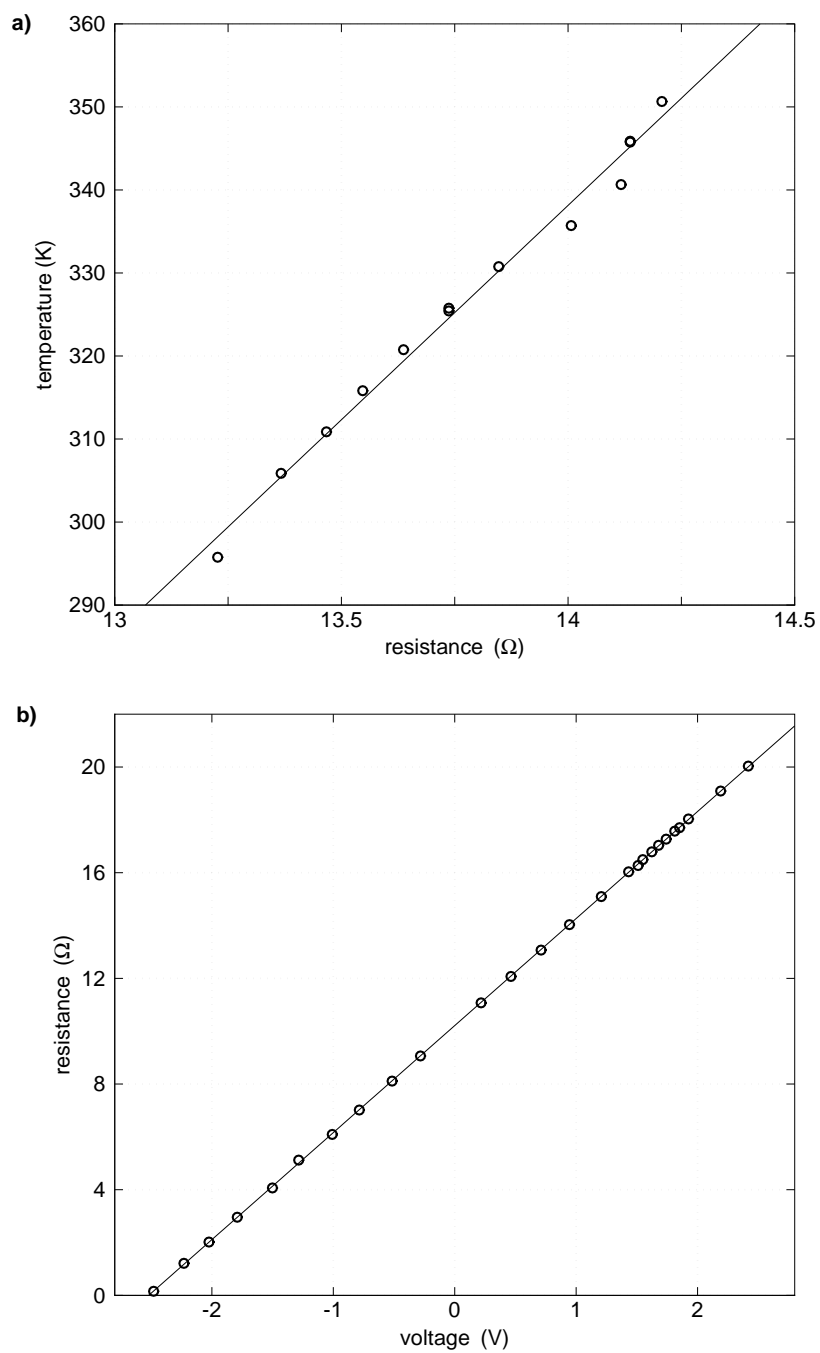 a)
360
350
340
330
320
310
300
290
temperature (K)
13 13.5 14 14.5
resistance (Ω)
b)
20
16
12
8
4
0
resistance (Ω)
-2 -1 0 1 2
voltage (V)